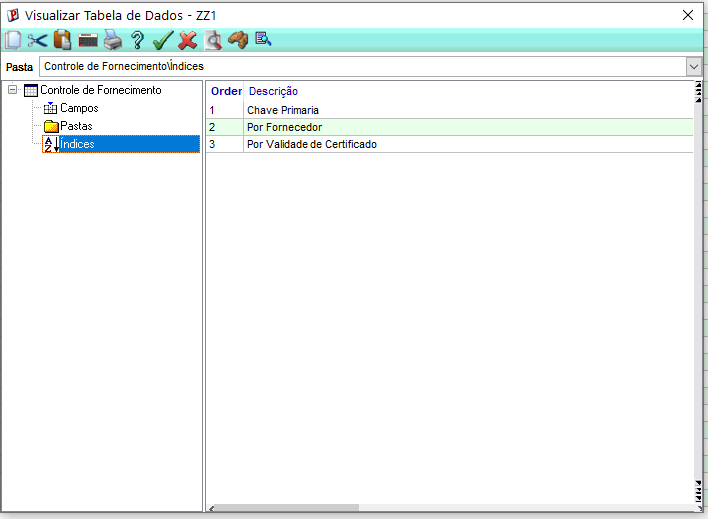 Visualizar Tabela de Dados - ZZ1
Pasta Controle de Fornecimento\Índices
Controle de Fornecimento
Campos
Pastas
Índices
Order Descrição
1 Chave Primaria
2 Por Fornecedor
3 Por Validade de Certificado